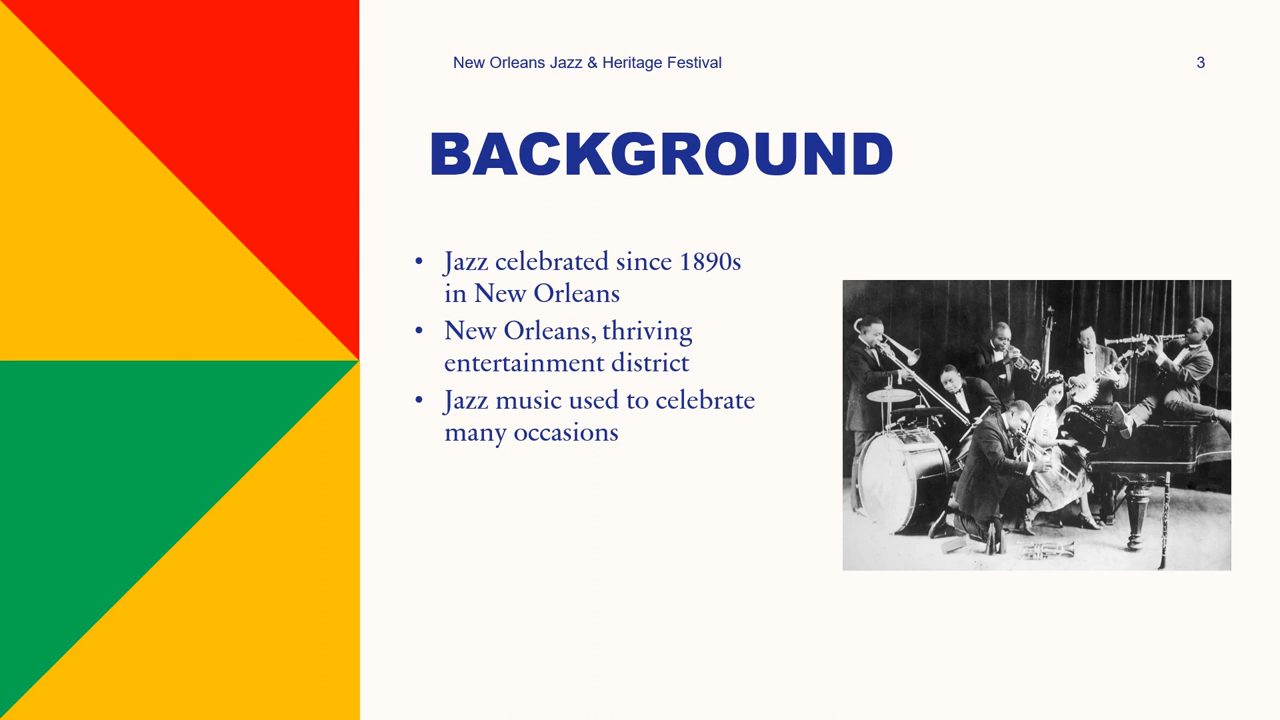 New Orleans Jazz & Heritage Festival
3
BACKGROUND
• Jazz celebrated since 1890s
in New Orleans
• New Orleans, thriving
entertainment district
• Jazz music used to celebrate
many occasions